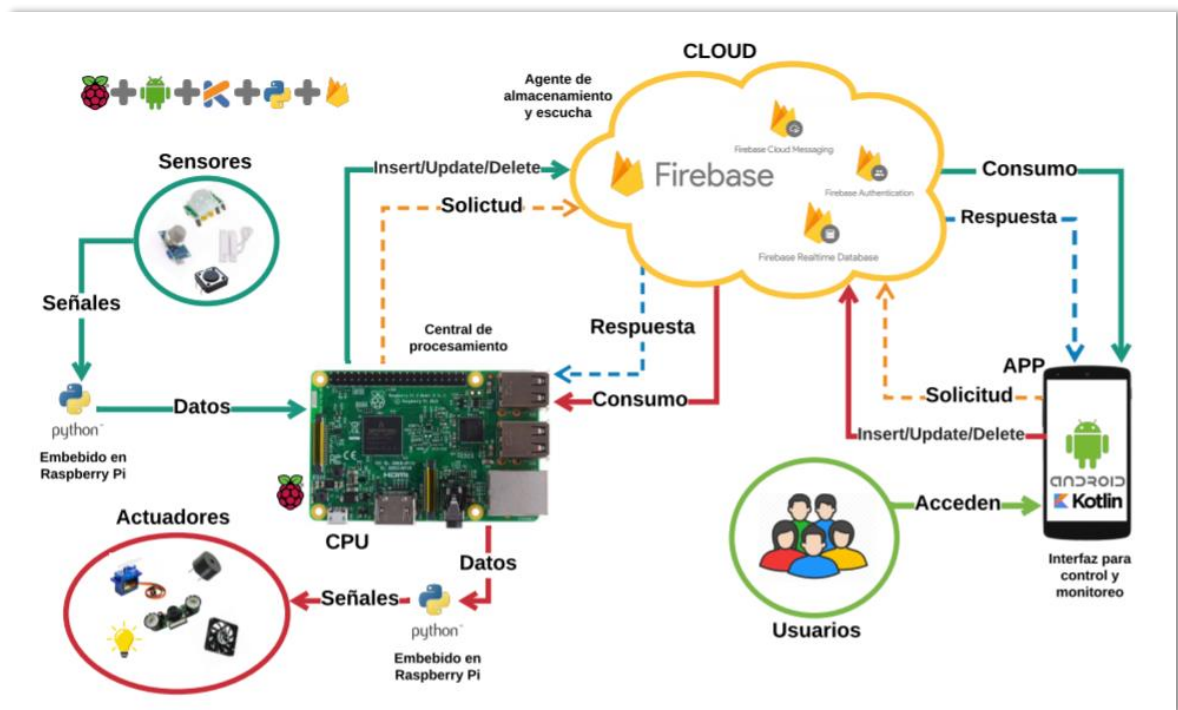 CLOUD
Agente de
almacenamiento
y escucha
Firebase Cloud Messaging
Firebase
Firebase Authentication
Firebase Realtime Database
Sensores
Insert/Update/Delete
Solictud
Consumo
Respuesta
Señales
Central de
procesamiento
Respuesta
Consumo
python
Datos
Embebido en
Raspberry Pi
APP
Solicitud
Insert/Update/Delete
ANDROID
Kotlin
Acceden
Interfaz para
control y
monitoreo
Usuarios
CPU
HDMI
Actuadores
Datos
Señales
python
Embebido en
Raspberry Pi